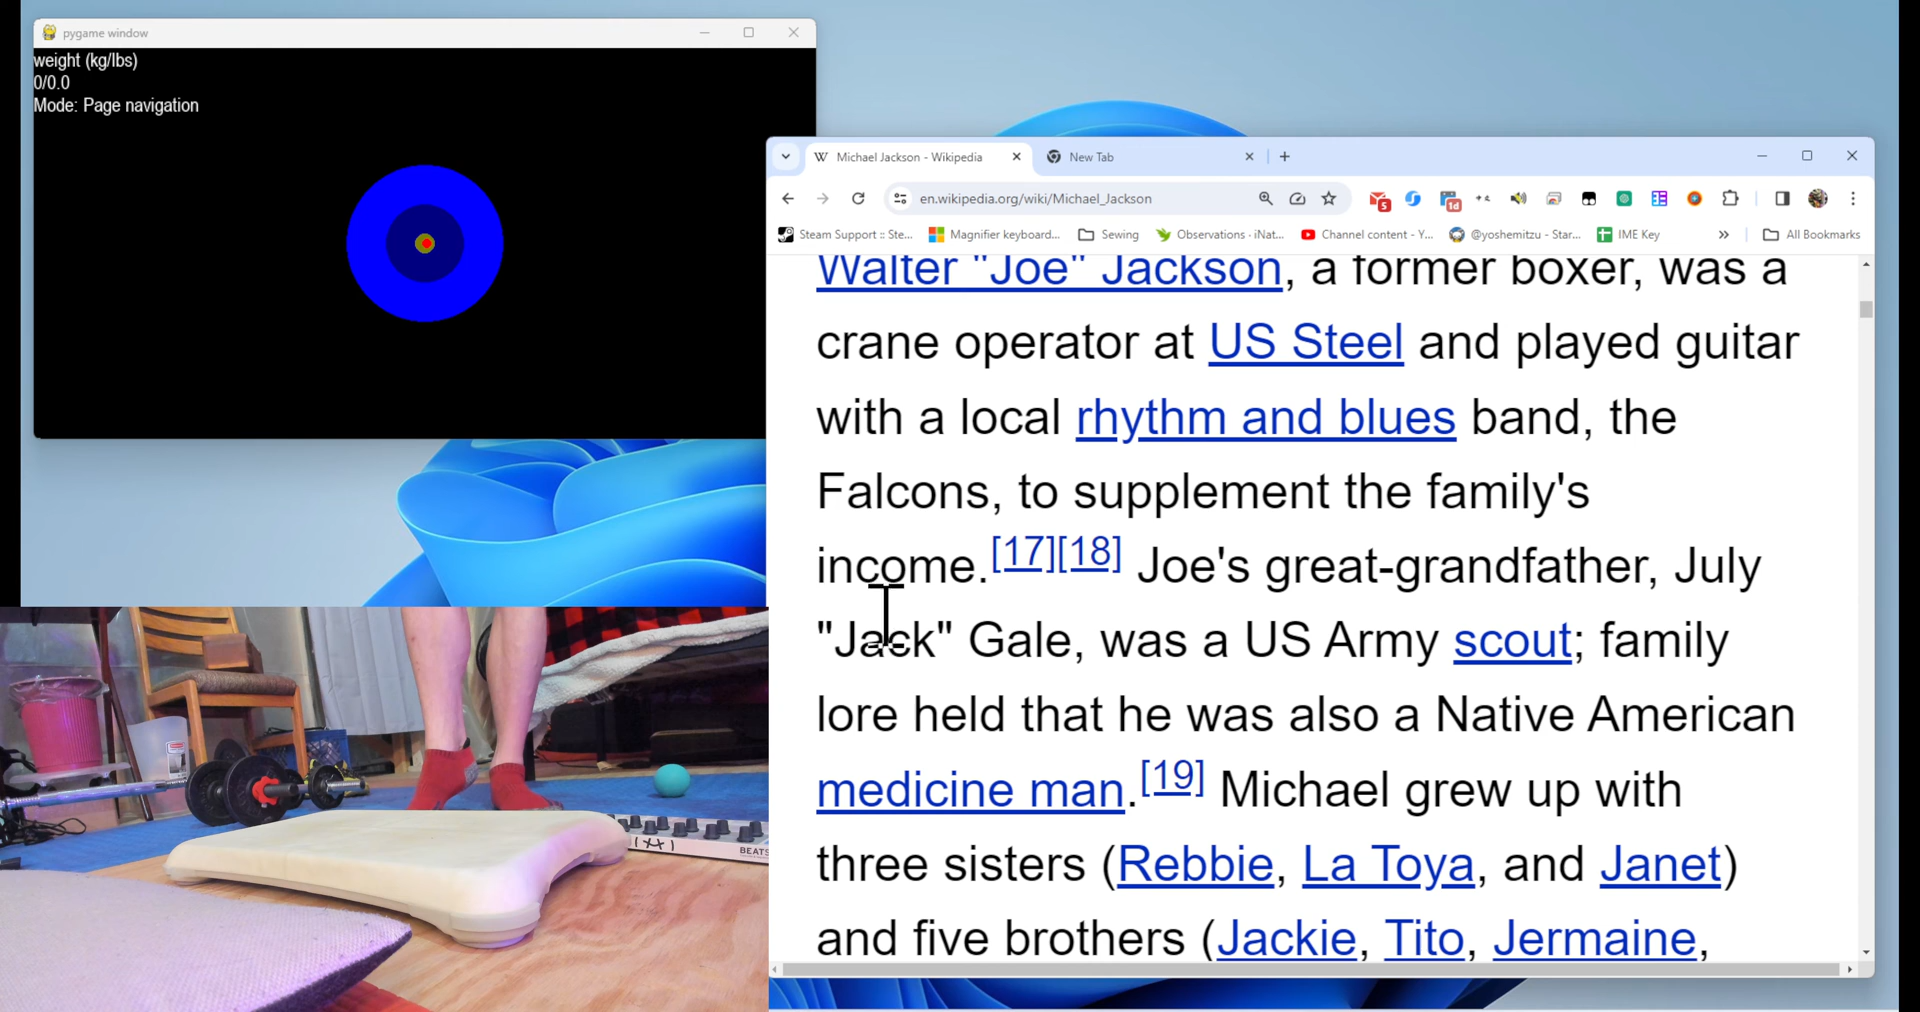 pygame window
weight (kg/lbs)
0/0.0
Mode: Page navigation
Michael Jackson - Wikipedia
New Tab
en.wikipedia.org/wiki/Michael_Jackson
5
1d
Steam Support :: Ste...
Magnifier keyboard...
Sewing
Observations · iNat...
Channel content - Y...
@yoshemitzu - Star...
IME Key
All Bookmarks
Walter "Joe" Jackson, a former boxer, was a
crane operator at US Steel and played guitar
with a local rhythm and blues band, the
Falcons, to supplement the family's
income.[17][18] Joe's great-grandfather, July
"Jack" Gale, was a US Army scout; family
lore held that he was also a Native American
medicine man.[19] Michael grew up with
three sisters (Rebbie, La Toya, and Janet)
and five brothers (Jackie, Tito, Jermaine,
BEATS